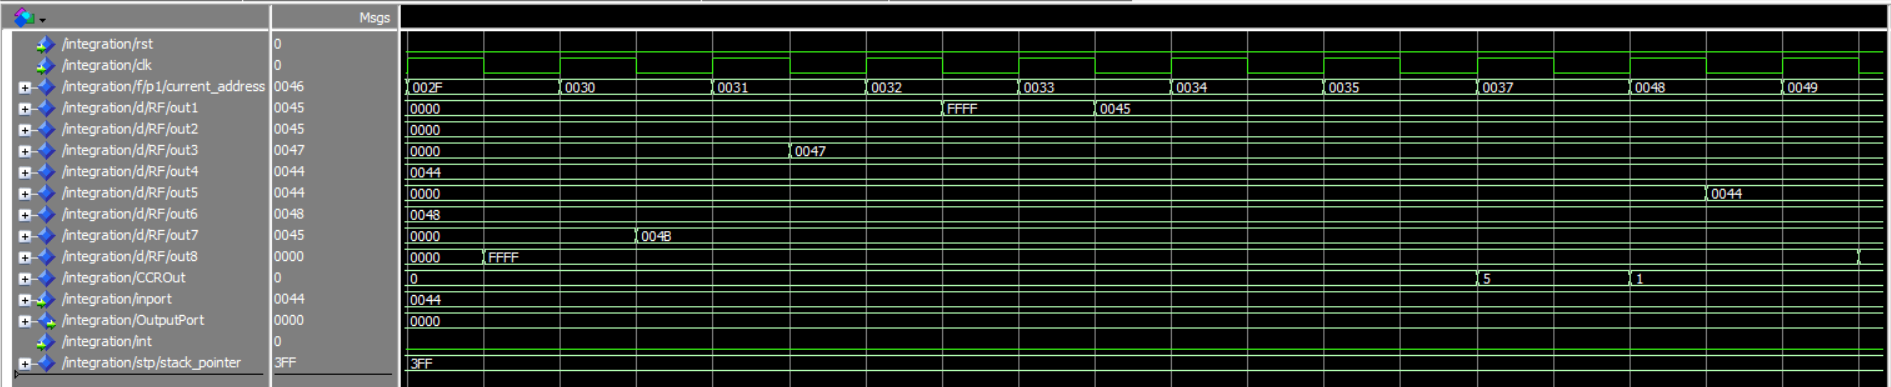 Msgs
/integration/rst 0
/integration/clk 0
/integration/f/p1/current_address 0046 002F 0030 0031 0032 0033 0034 0035 0037 0048 0049
/integration/d/RF/out1 0045 0000 FFFF 0045
/integration/d/RF/out2 0045 0000
/integration/d/RF/out3 0047 0000 0047
/integration/d/RF/out4 0044 0044
/integration/d/RF/out5 0044 0000 0044
/integration/d/RF/out6 0048 0048
/integration/d/RF/out7 0045 0000 004B
/integration/d/RF/out8 0000 0000 FFFF
/integration/CCROut 0 0 5 1
/integration/inport 0044 0044
/integration/OutputPort 0000 0000
/integration/int 0
/integration/stp/stack_pointer 3FF 3FF